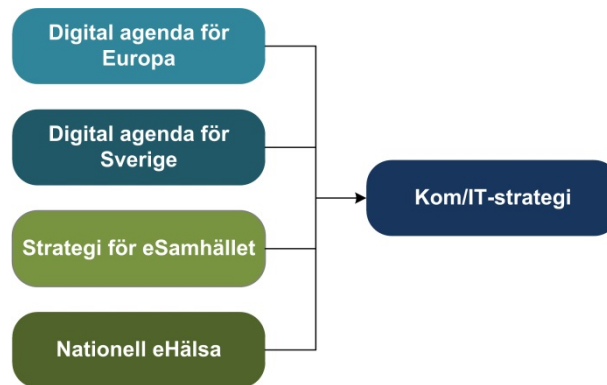 Digital agenda för
Europa
Digital agenda för
Sverige
Strategi för eSamhället
Nationell eHälsa
Kom/IT-strategi